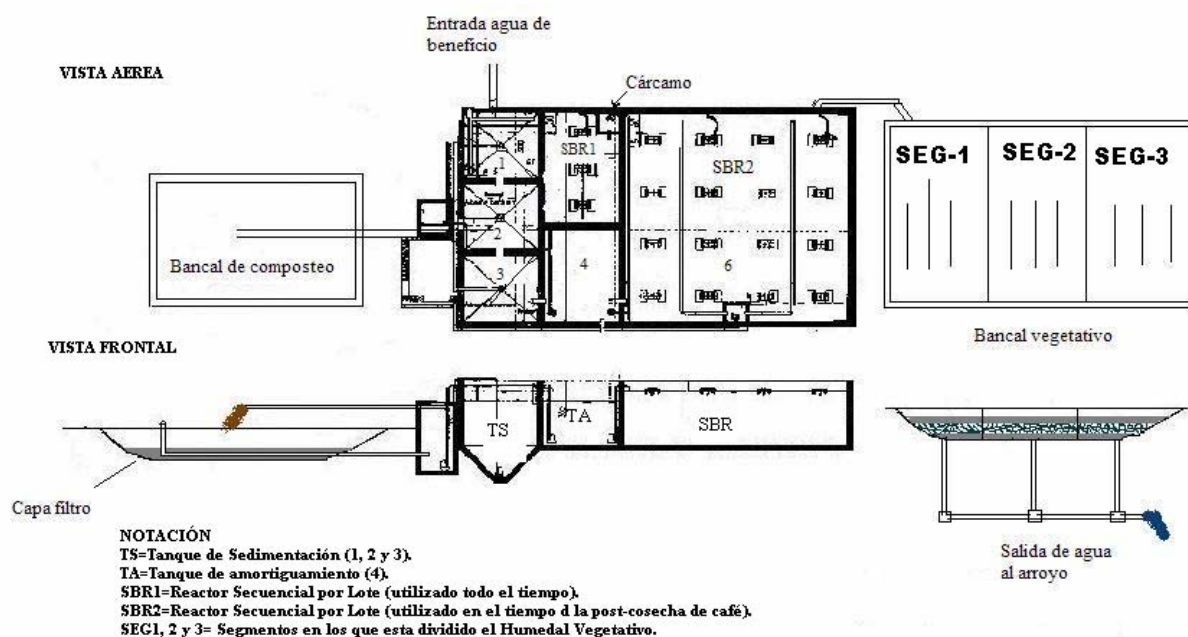 Entrada agua de
benefício
VISTA AEREA
Cárcamo
1
SBR1
SBR2
SEG-1
SEG-2
SEG-3
2
Bancal de composteo
3
4
6
Bancal vegetativo
VISTA FRONTAL
TS
TA
SBR
Capa filtro
Salida de agua
al arroyo
NOTACIÓN
TS=Tanque de Sedimentación (1, 2 y 3).
TA=Tanque de amortiguamiento (4).
SBR1=Reactor Secuencial por Lote (utilizado todo el tiempo).
SBR2=Reactor Secuencial por Lote (utilizado en el tiempo d la post-cosecha de café).
SEG1, 2 y 3= Segmentos en los que esta dividido el Humedal Vegetativo.